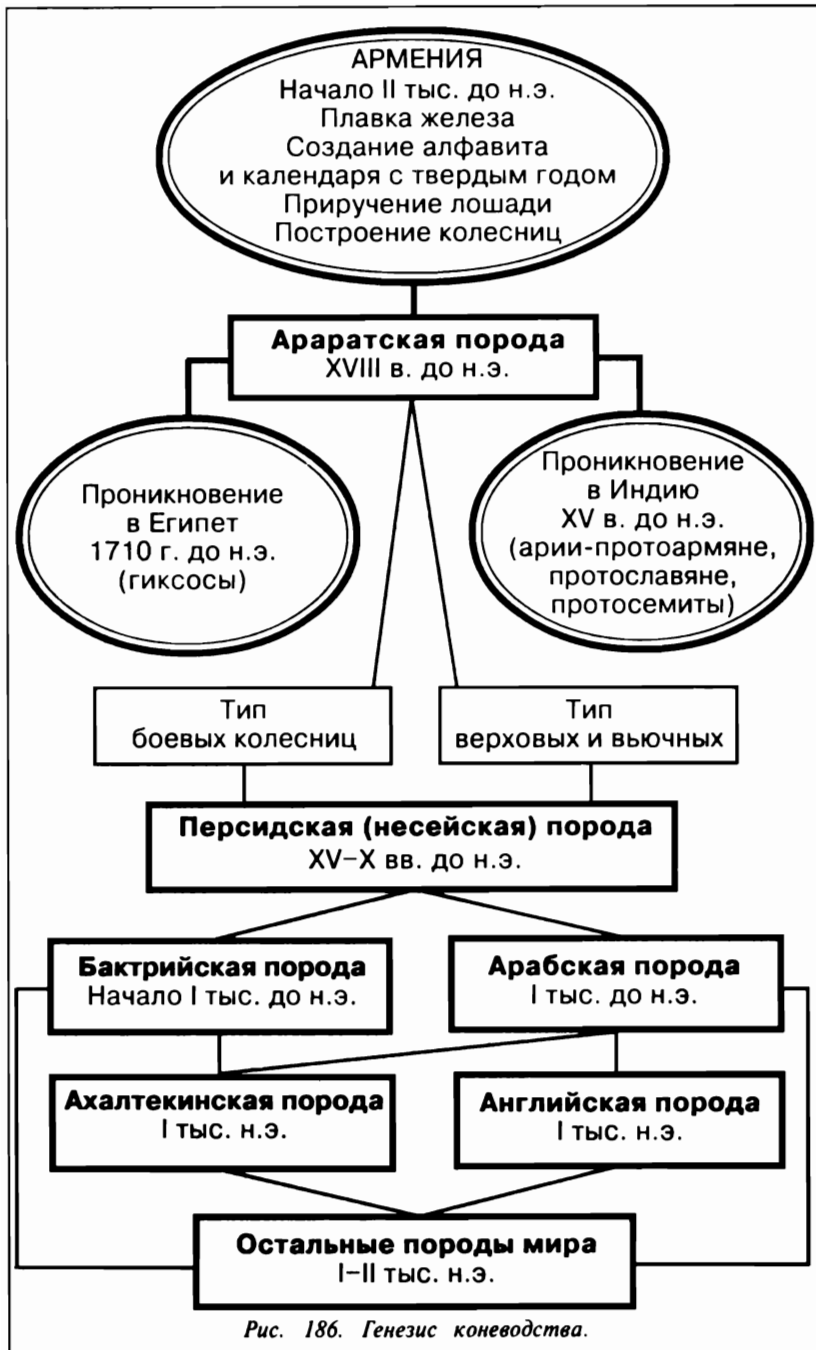 АРМЕНИЯ
Начало II тыс. до н.э.
Плавка железа
Создание алфавита
и календаря с твердым годом
Приручение лошади
Построение колесниц
Араратская порода
XVIII в. до н.э.
Проникновение
в Египет
1710 г. до н.э.
(гиксосы)
Проникновение
в Индию
XV в. до н.э.
(арии-протоармяне,
протославяне,
протосемиты)
Тип
боевых колесниц
Тип
верховых и вьючных
Персидская (несейская) порода
XV–X вв. до н.э.
Бактрийская порода
Начало I тыс. до н.э.
Арабская порода
I тыс. до н.э.
Ахалтекинская порода
I тыс. н.э.
Английская порода
I тыс. н.э.
Остальные породы мира
I–II тыс. н.э.
Рис. 186. Генезис коневодства.